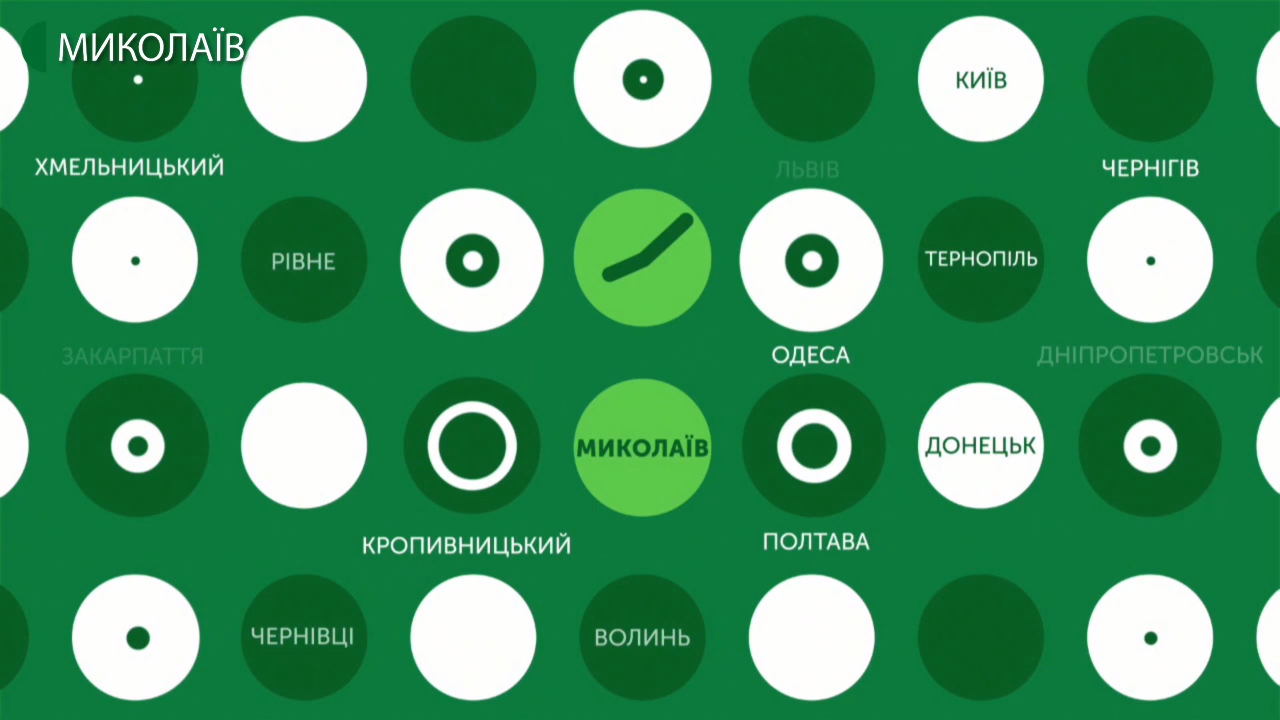 МИКОЛАЇВ
КИЇВ
ХМЕЛЬНИЦЬКИЙ
ЛЬВІВ
ЧЕРНІГІВ
РІВНЕ
ТЕРНОПІЛЬ
ЗАКАРПАТТЯ
ОДЕСА
ДНІПРОПЕТРОВСЬК
МИКОЛАЇВ
ДОНЕЦЬК
КРОПИВНИЦЬКИЙ
ПОЛТАВА
ЧЕРНІВЦІ
ВОЛИНЬ